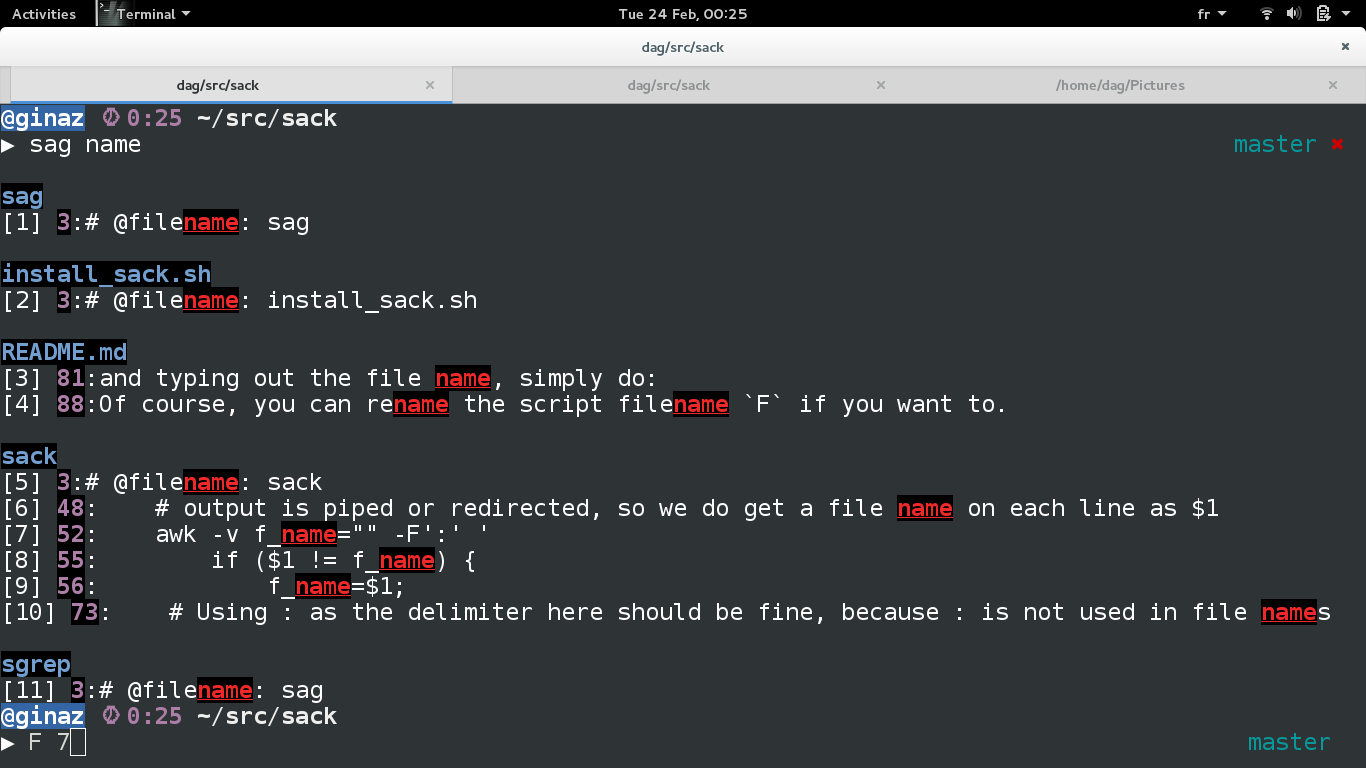 Activities Terminal Tue 24 Feb, 00:25 fr
dag/src/sack ×
dag/src/sack × dag/src/sack × /home/dag/Pictures ×
@ginaz 0:25 ~/src/sack
▶ sag name master ✖
sag
[1] 3:# @filename: sag
install_sack.sh
[2] 3:# @filename: install_sack.sh
README.md
[3] 81:and typing out the file name, simply do:
[4] 88:Of course, you can rename the script filename `F` if you want to.
sack
[5] 3:# @filename: sack
[6] 48:    # output is piped or redirected, so we do get a file name on each line as $1
[7] 52:    awk -v f_name="" -F':' '
[8] 55:        if ($1 != f_name) {
[9] 56:            f_name=$1;
[10] 73:    # Using : as the delimiter here should be fine, because : is not used in file names
sgrep
[11] 3:# @filename: sag
@ginaz 0:25 ~/src/sack
▶ F 7 master